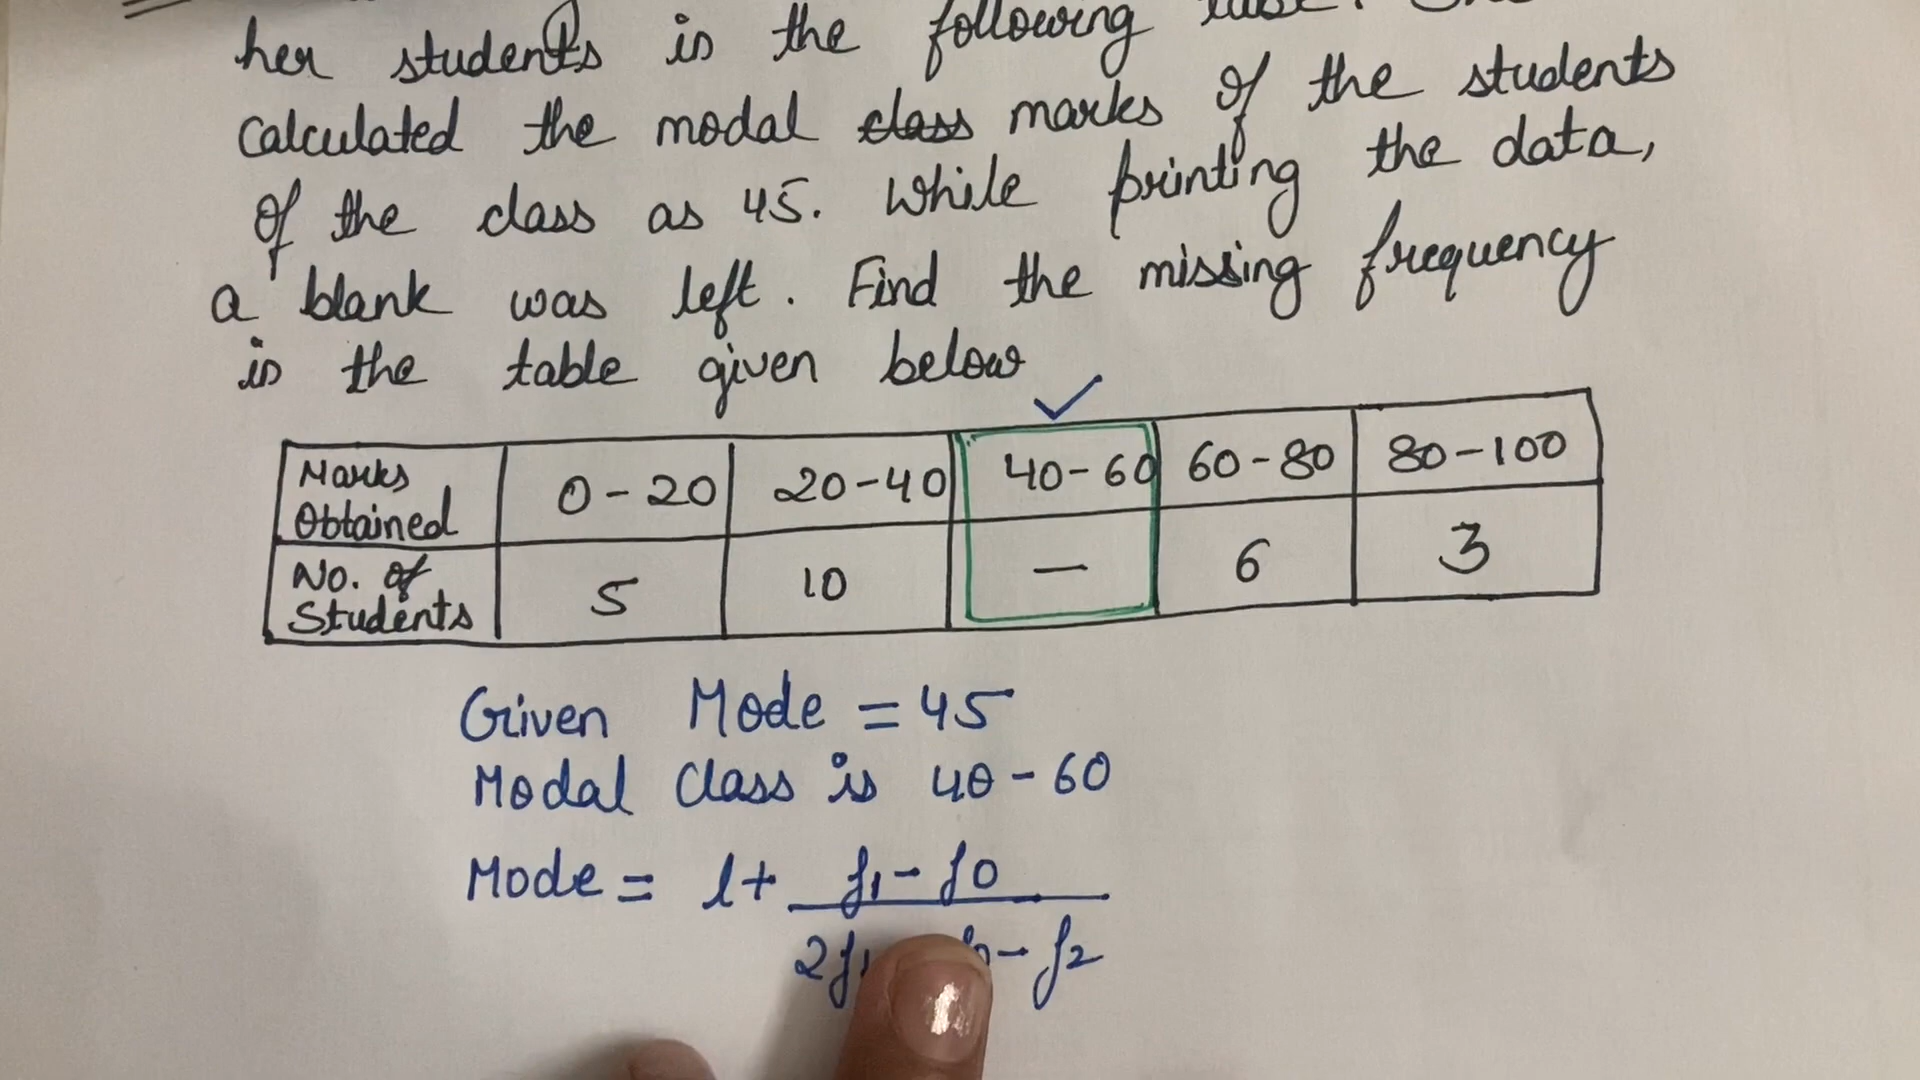 her students is the following
calculated the modal class marks of the students
of the class as 45. While printing the data,
a blank was left. Find the missing frequency
is the table given below
Marks Obtained 0-20 20-40 40-60 60-80 80-100
No. of Students 5 10 — 6 3
Given Mode = 45
Modal Class is 40-60
Mode = l + f1 - f0
2f1 - f2